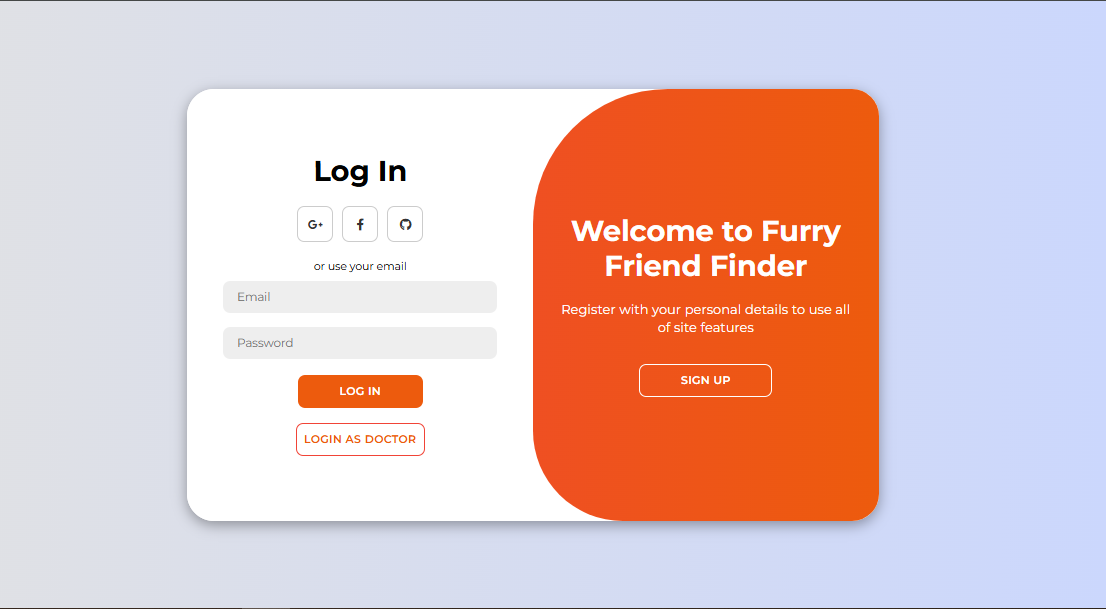 Log In
G+
f
or use your email
Email
Password
LOG IN
LOGIN AS DOCTOR
Welcome to Furry
Friend Finder
Register with your personal details to use all
of site features
SIGN UP